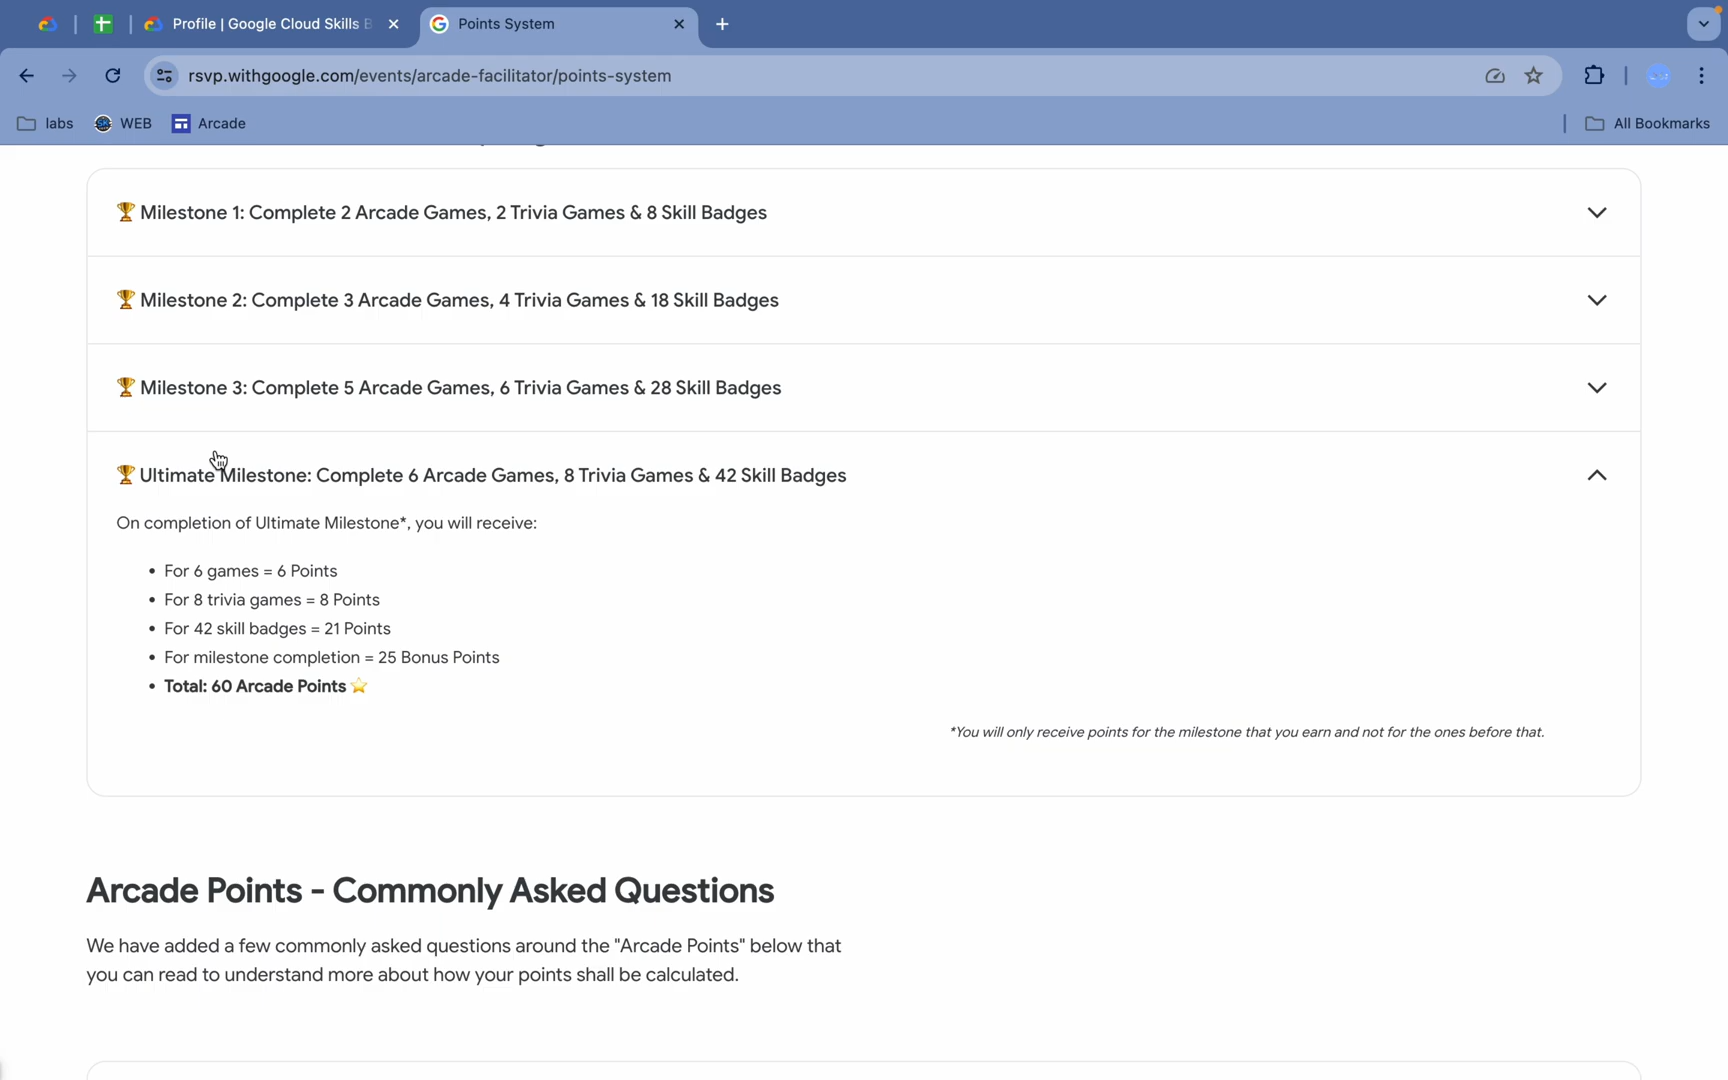 Profile | Google Cloud Skills B
Points System
rsvp.withgoogle.com/events/arcade-facilitator/points-system
labs
WEB
Arcade
All Bookmarks
🏆 Milestone 1: Complete 2 Arcade Games, 2 Trivia Games & 8 Skill Badges
🏆 Milestone 2: Complete 3 Arcade Games, 4 Trivia Games & 18 Skill Badges
🏆 Milestone 3: Complete 5 Arcade Games, 6 Trivia Games & 28 Skill Badges
🏆 Ultimate Milestone: Complete 6 Arcade Games, 8 Trivia Games & 42 Skill Badges
On completion of Ultimate Milestone*, you will receive:
• For 6 games = 6 Points
• For 8 trivia games = 8 Points
• For 42 skill badges = 21 Points
• For milestone completion = 25 Bonus Points
• Total: 60 Arcade Points ⭐
*You will only receive points for the milestone that you earn and not for the ones before that.
Arcade Points - Commonly Asked Questions
We have added a few commonly asked questions around the "Arcade Points" below that
you can read to understand more about how your points shall be calculated.